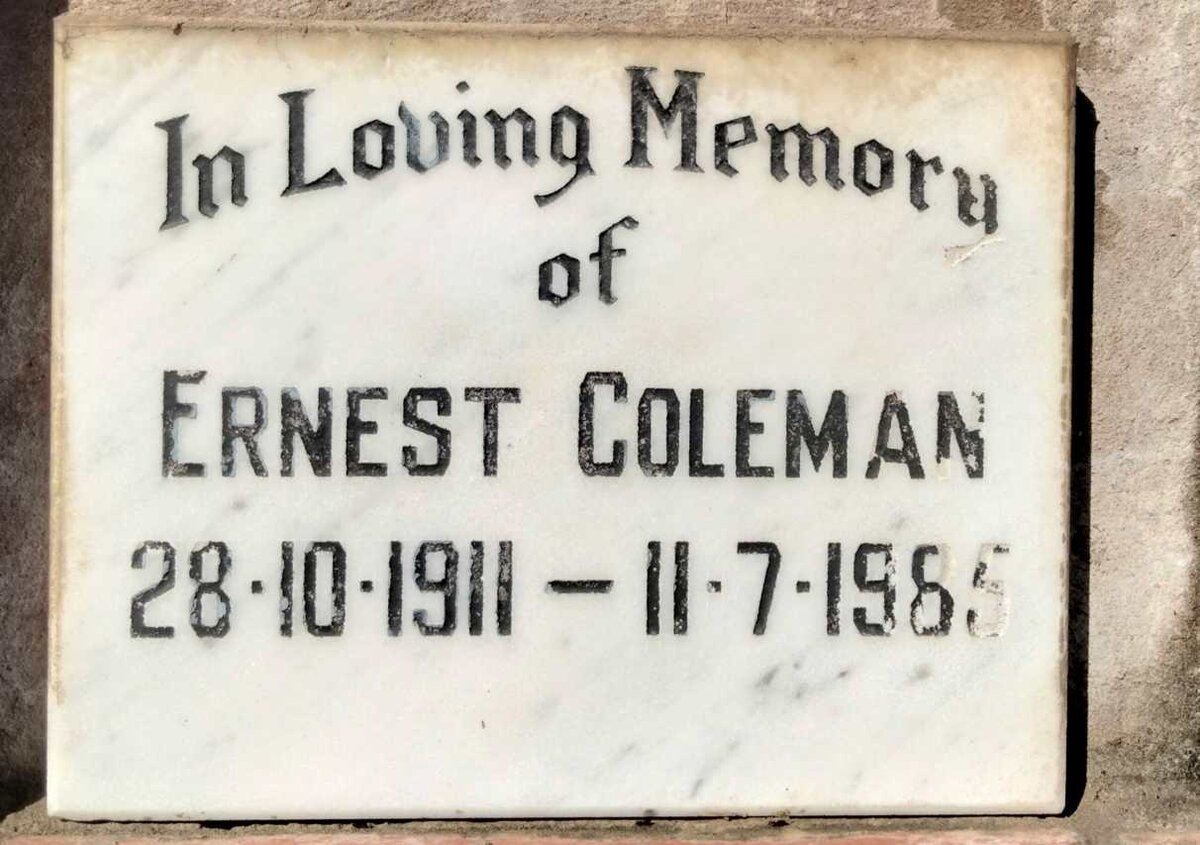 In Loving Memory
of
ERNEST COLEMAN
28·10·1911 – 11·7·1985